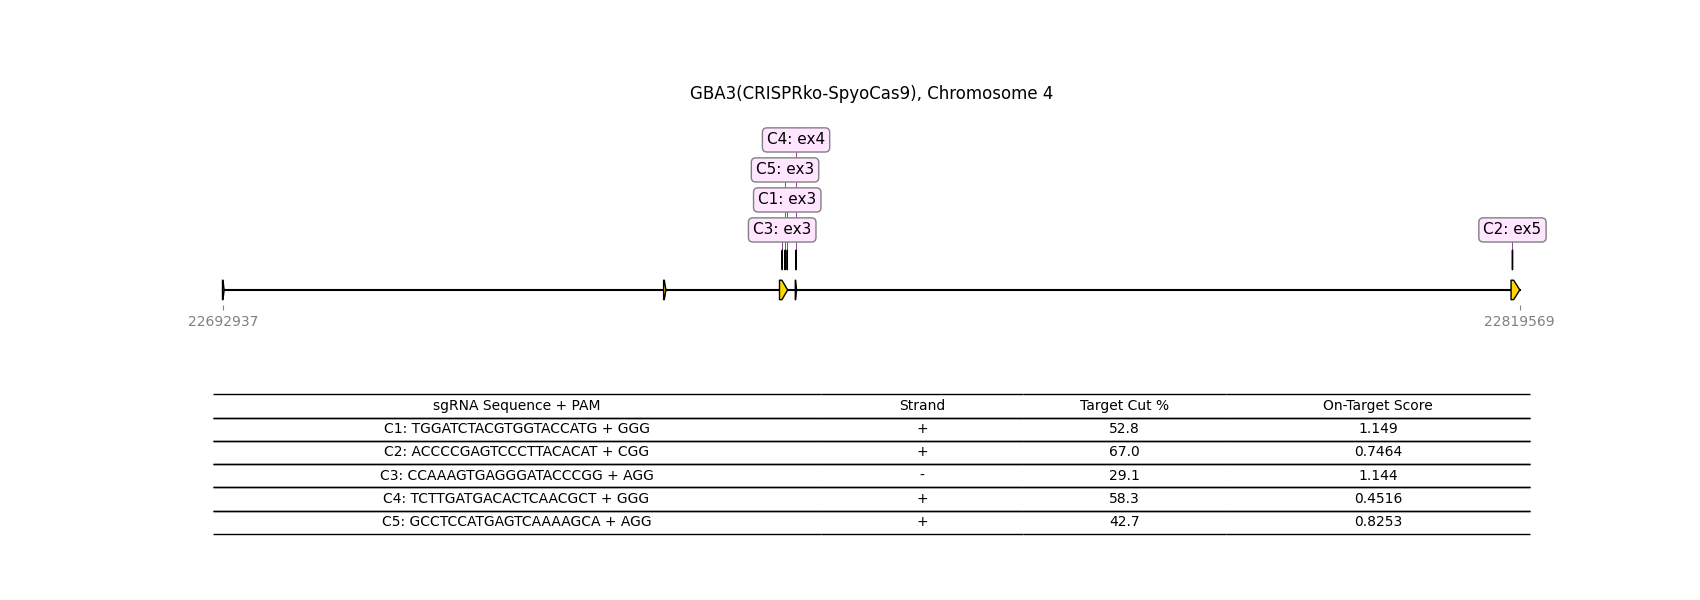 GBA3(CRISPRko-SpyoCas9), Chromosome 4
C4: ex4
C5: ex3
C1: ex3
C3: ex3
C2: ex5
22692937
22819569
sgRNA Sequence + PAM Strand Target Cut % On-Target Score
C1: TGGATCTACGTGGTACCATG + GGG + 52.8 1.149
C2: ACCCCGAGTCCCTTACACAT + CGG + 67.0 0.7464
C3: CCAAAGTGAGGGATACCCGG + AGG - 29.1 1.144
C4: TCTTGATGACACTCAACGCT + GGG + 58.3 0.4516
C5: GCCTCCATGAGTCAAAAGCA + AGG + 42.7 0.8253